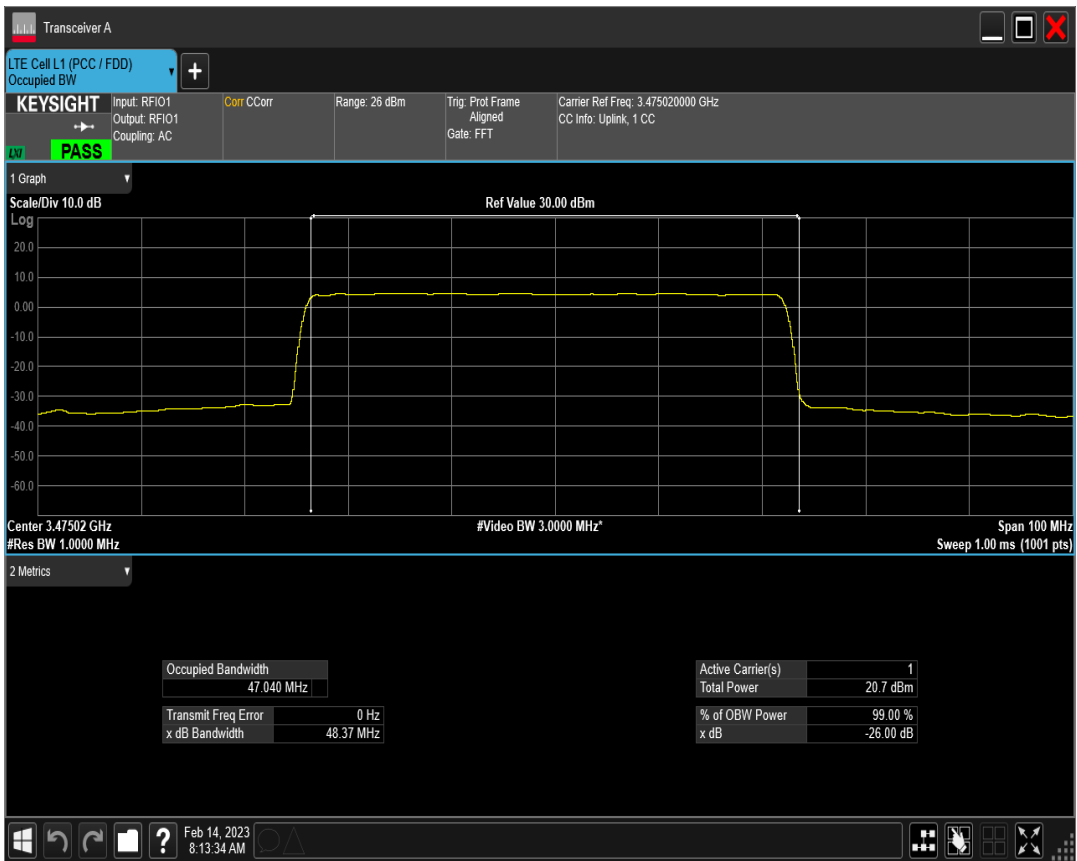 Transceiver A
LTE Cell L1 (PCC / FDD)
Occupied BW
+
KEYSIGHT
LXI
PASS
Input: RFIO1
Output: RFIO1
Coupling: AC
Corr CCorr
Range: 26 dBm
Trig: Prot Frame
Aligned
Gate: FFT
Carrier Ref Freq: 3.475020000 GHz
CC Info: Uplink, 1 CC
1 Graph
Scale/Div 10.0 dB
Ref Value 30.00 dBm
Log
20.0
10.0
0.00
-10.0
-20.0
-30.0
-40.0
-50.0
-60.0
Center 3.47502 GHz
#Video BW 3.0000 MHz*
Span 100 MHz
#Res BW 1.0000 MHz
Sweep 1.00 ms (1001 pts)
2 Metrics
Occupied Bandwidth
47.040 MHz
Transmit Freq Error 0 Hz
x dB Bandwidth 48.37 MHz
Active Carrier(s) 1
Total Power 20.7 dBm
% of OBW Power 99.00 %
x dB -26.00 dB
?
Feb 14, 2023
8:13:34 AM